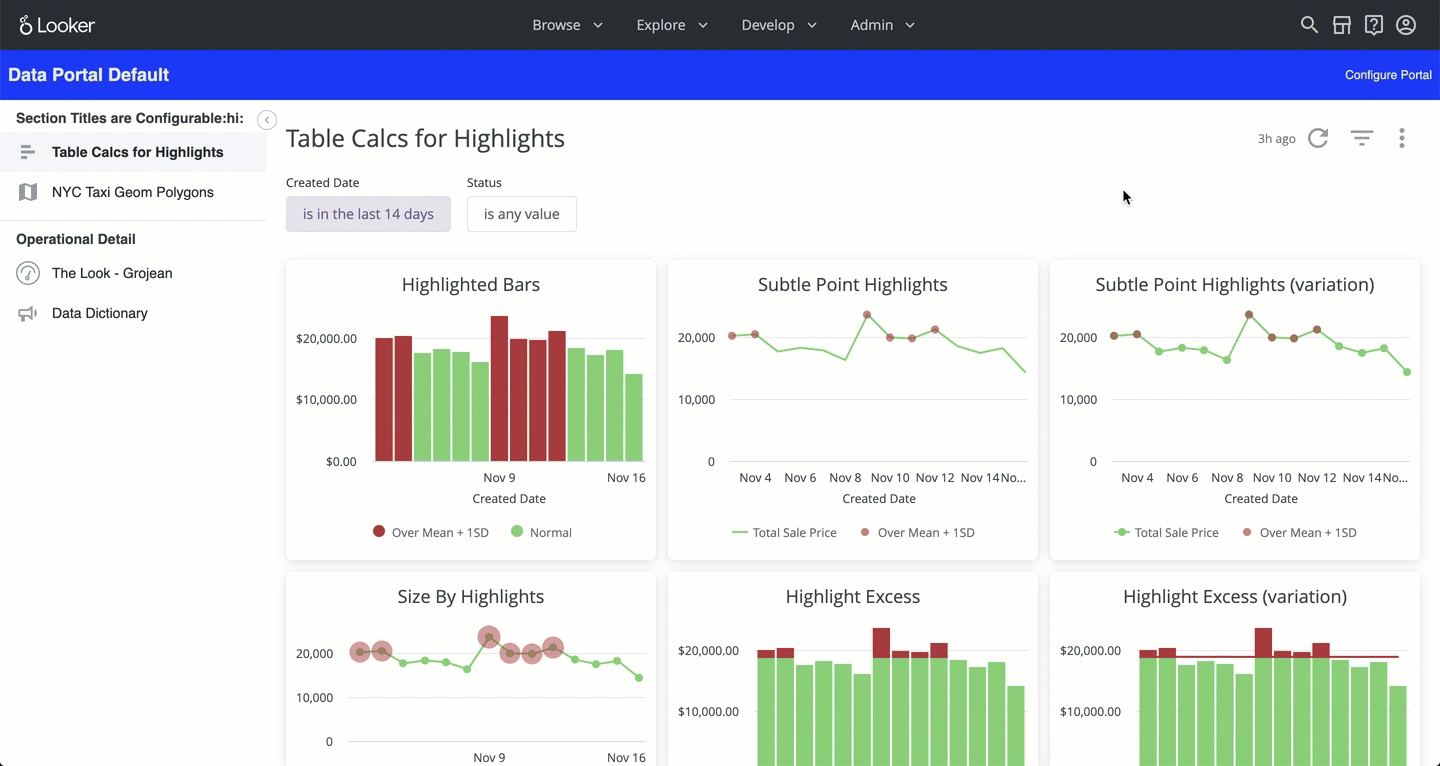 Looker
Browse
Explore
Develop
Admin
Data Portal Default
Configure Portal
Section Titles are Configurable:hi:
Table Calcs for Highlights
NYC Taxi Geom Polygons
Operational Detail
The Look - Grojean
Data Dictionary
Table Calcs for Highlights
3h ago
Created Date
Status
is in the last 14 days
is any value
Highlighted Bars
$20,000.00
$10,000.00
$0.00
Nov 9
Nov 16
Created Date
Over Mean + 1SD
Normal
Subtle Point Highlights
20,000
10,000
0
Nov 4 Nov 6 Nov 8 Nov 10 Nov 12 Nov 14 No...
Created Date
Total Sale Price
Over Mean + 1SD
Subtle Point Highlights (variation)
20,000
10,000
0
Nov 4 Nov 6 Nov 8 Nov 10 Nov 12 Nov 14 No...
Created Date
Total Sale Price
Over Mean + 1SD
Size By Highlights
20,000
10,000
0
Nov 9
Nov 16
Highlight Excess
$20,000.00
$10,000.00
Highlight Excess (variation)
$20,000.00
$10,000.00